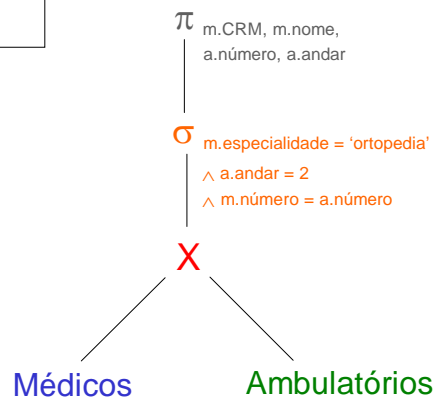 π m.CRM, m.nome,
a.número, a.andar
σ m.especialidade = ‘ortopedia’
∧ a.andar = 2
∧ m.número = a.número
X
Médicos Ambulatórios